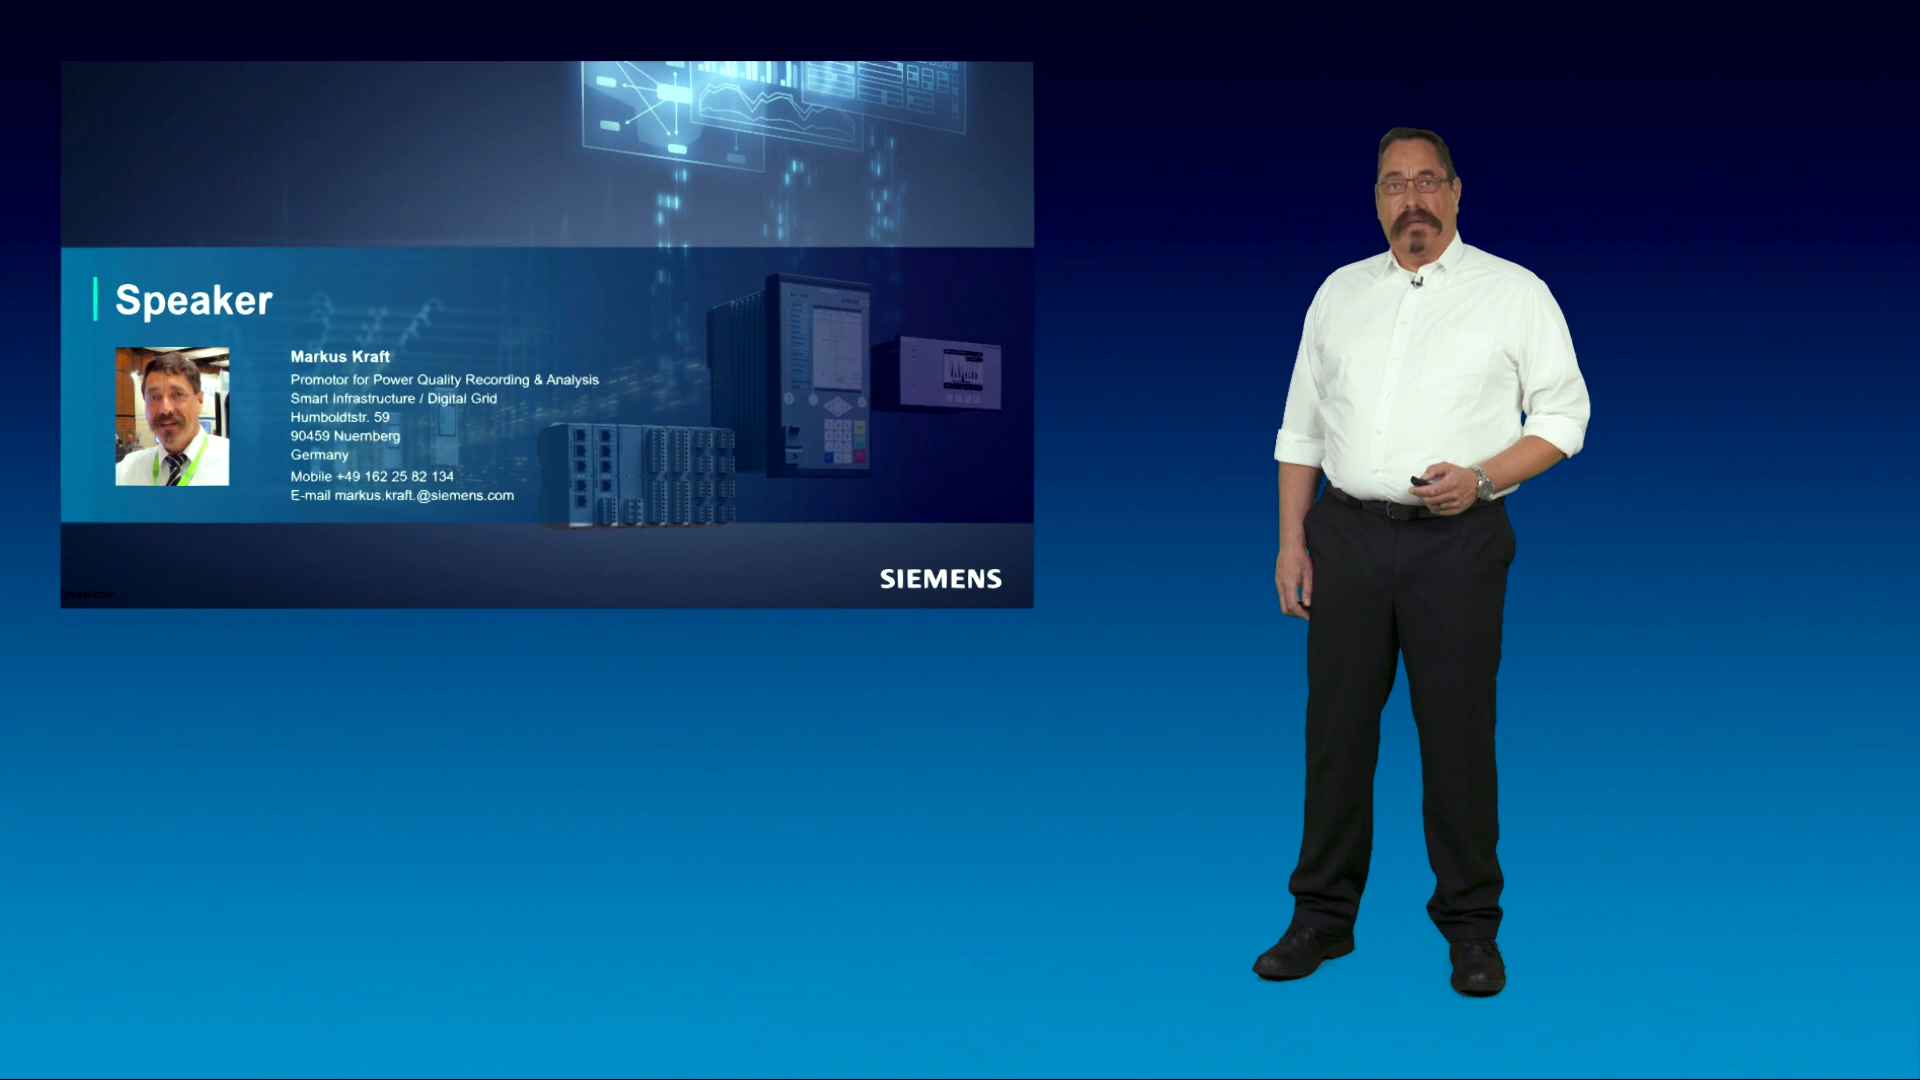 Speaker
Markus Kraft
Promotor for Power Quality Recording & Analysis
Smart Infrastructure / Digital Grid
Humboldtstr. 59
90459 Nuernberg
Germany
Mobile +49 162 25 82 134
E-mail markus.kraft.@siemens.com
SIEMENS
Unrestricted